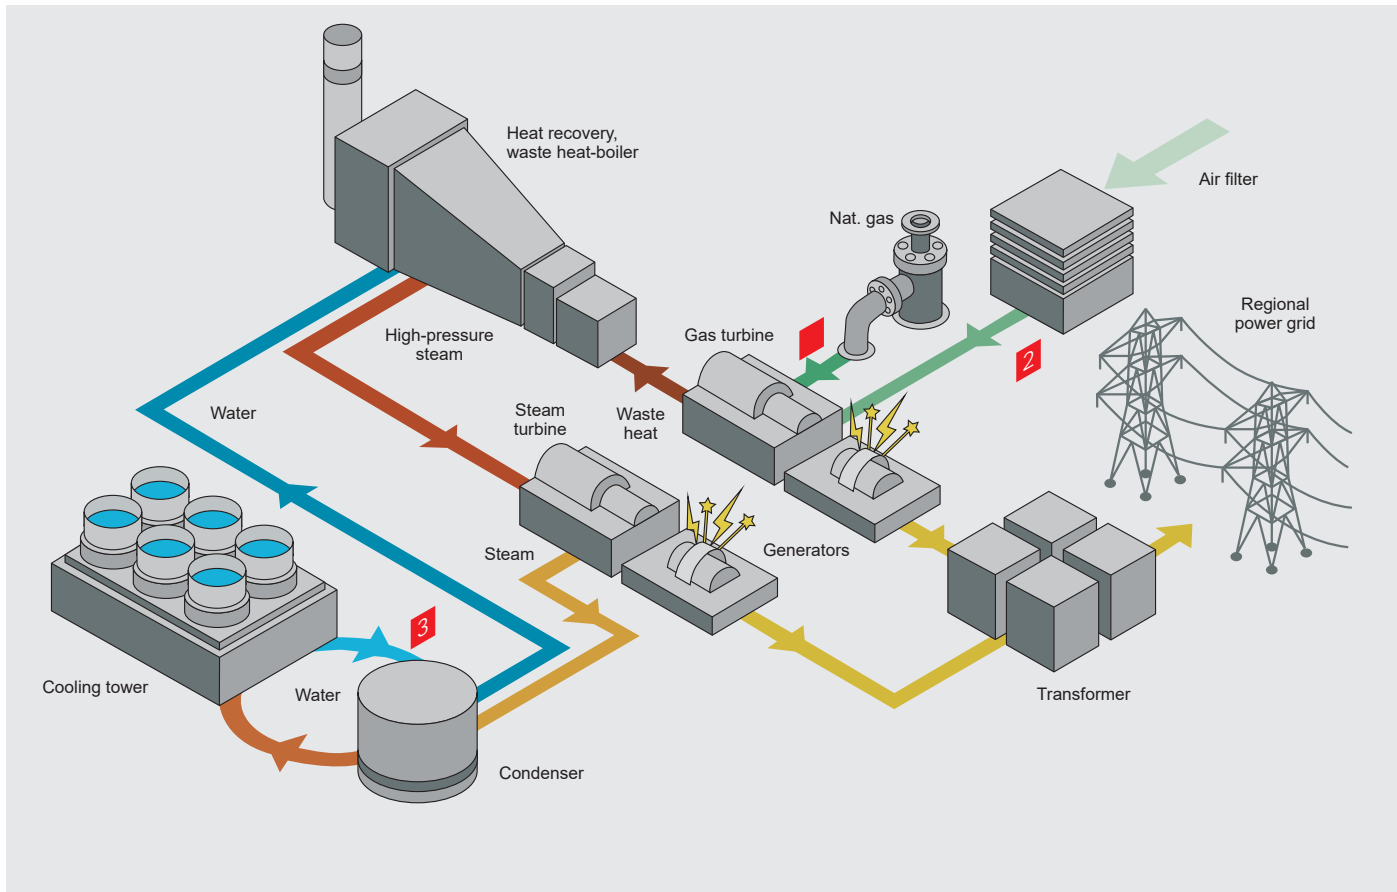 Heat recovery,
waste heat-boiler
Air filter
Nat. gas
Regional
power grid
High-pressure
steam
Gas turbine
2
Water
Steam
turbine
Waste
heat
Steam
Generators
3
Cooling tower
Water
Transformer
Condenser